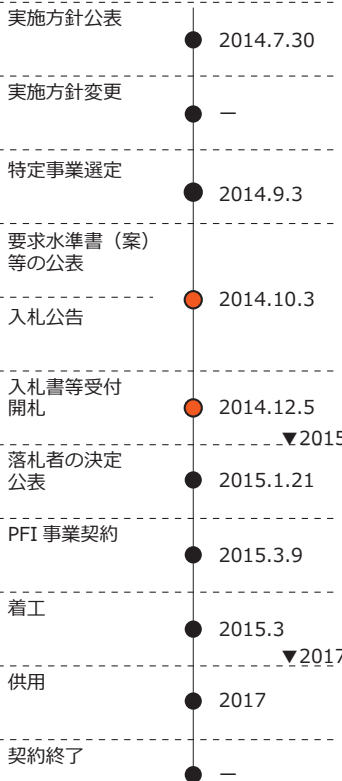 実施方針公表
2014.7.30
実施方針変更
―
特定事業選定
2014.9.3
要求水準書（案）
等の公表
2014.10.3
入札公告
入札書等受付
開札
2014.12.5
▼2015
落札者の決定
公表
2015.1.21
PFI 事業契約
2015.3.9
着工
2015.3
▼2017
供用
2017
契約終了
―